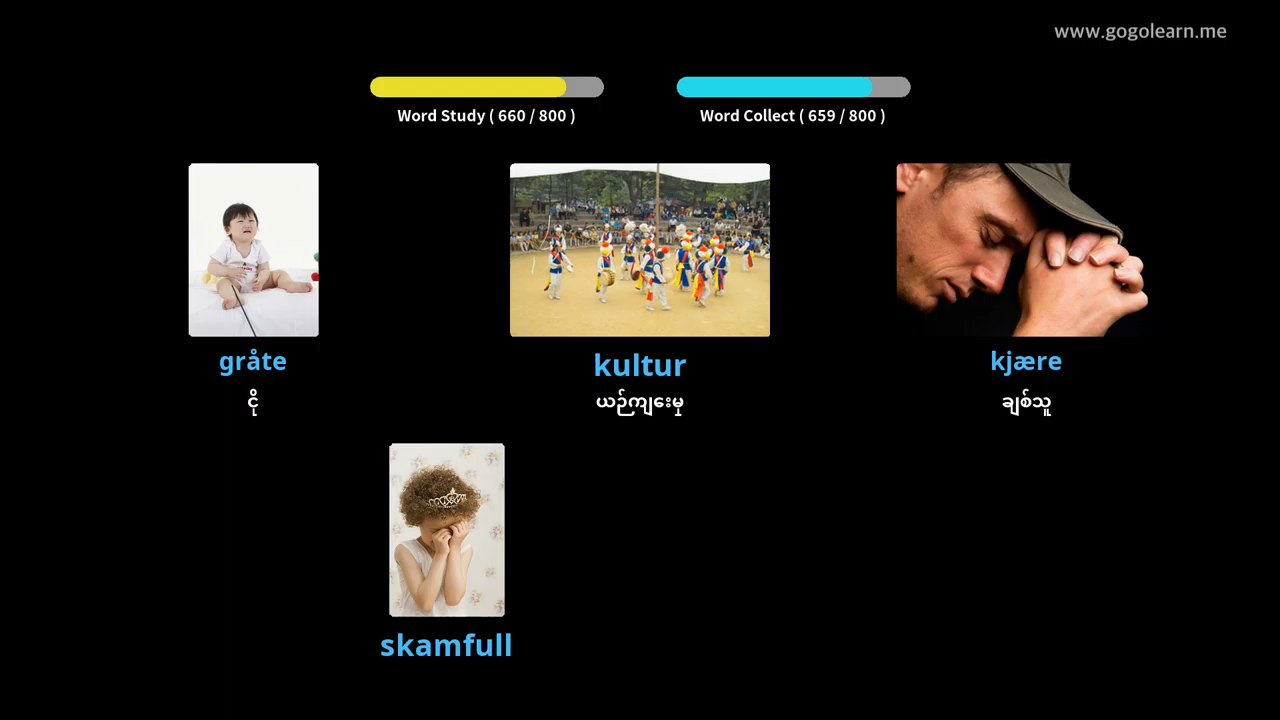 www.gogolearn.me
Word Study ( 660 / 800 )
Word Collect ( 659 / 800 )
gråte
kultur
kjære
ငို
ယဉ်ကျေးမှု
ချစ်သူ
skamfull